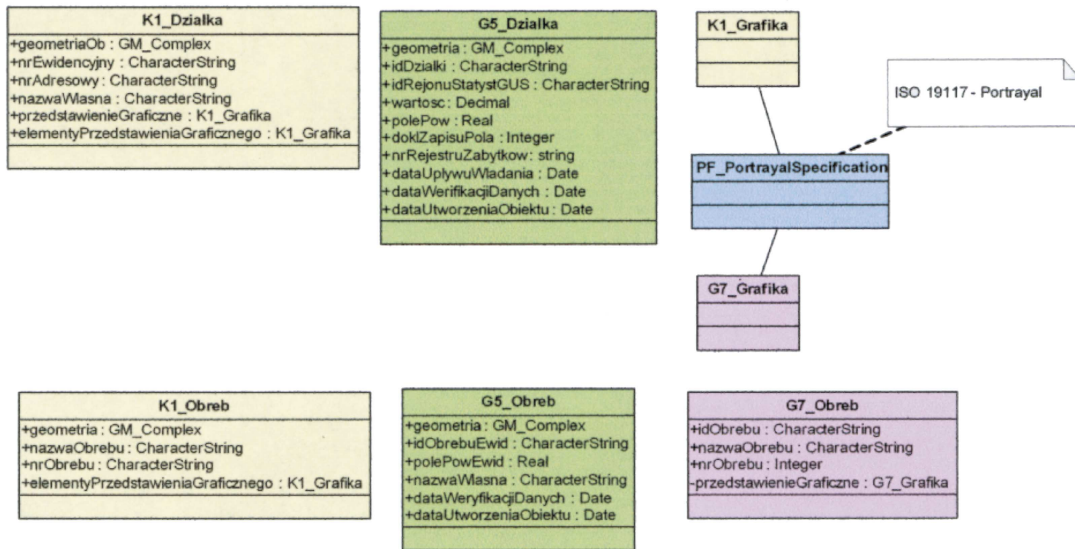 K1_Dzialka
+geometriaOb : GM_Complex
+nrEwidencyjny : CharacterString
+nrAdresowy : CharacterString
+nazwaWlasna : CharacterString
+przedstawienieGraficzne : K1_Grafika
+elementyPrzedstawieniaGraficznego : K1_Grafika
G5_Dzialka
+geometria : GM_Complex
+idDzialki : CharacterString
+idRejonuStatystGUS : CharacterString
+wartosc : Decimal
+polePow : Real
+doklZapisuPola : Integer
+nrRejestruZabytkow : string
+dataUplywuWladania : Date
+dataWerifikacjiDanych : Date
+dataUtworzeniaObiektu : Date
K1_Grafika
ISO 19117 - Portrayal
PF_PortrayalSpecification
G7_Grafika
K1_Obreb
+geometria : GM_Complex
+nazwaObrebu : CharacterString
+nrObrebu : CharacterString
+elementyPrzedstawieniaGraficznego : K1_Grafika
G5_Obreb
+geometria : GM_Complex
+idObrebuEwid : CharacterString
+polePowEwid : Real
+nazwaWlasna : CharacterString
+dataWeryfikacjiDanych : Date
+dataUtworzeniaObiektu : Date
G7_Obreb
+idObrebu : CharacterString
+nazwaObrebu : CharacterString
+nrObrebu : Integer
-przedstawienieGraficzne : G7_Grafika